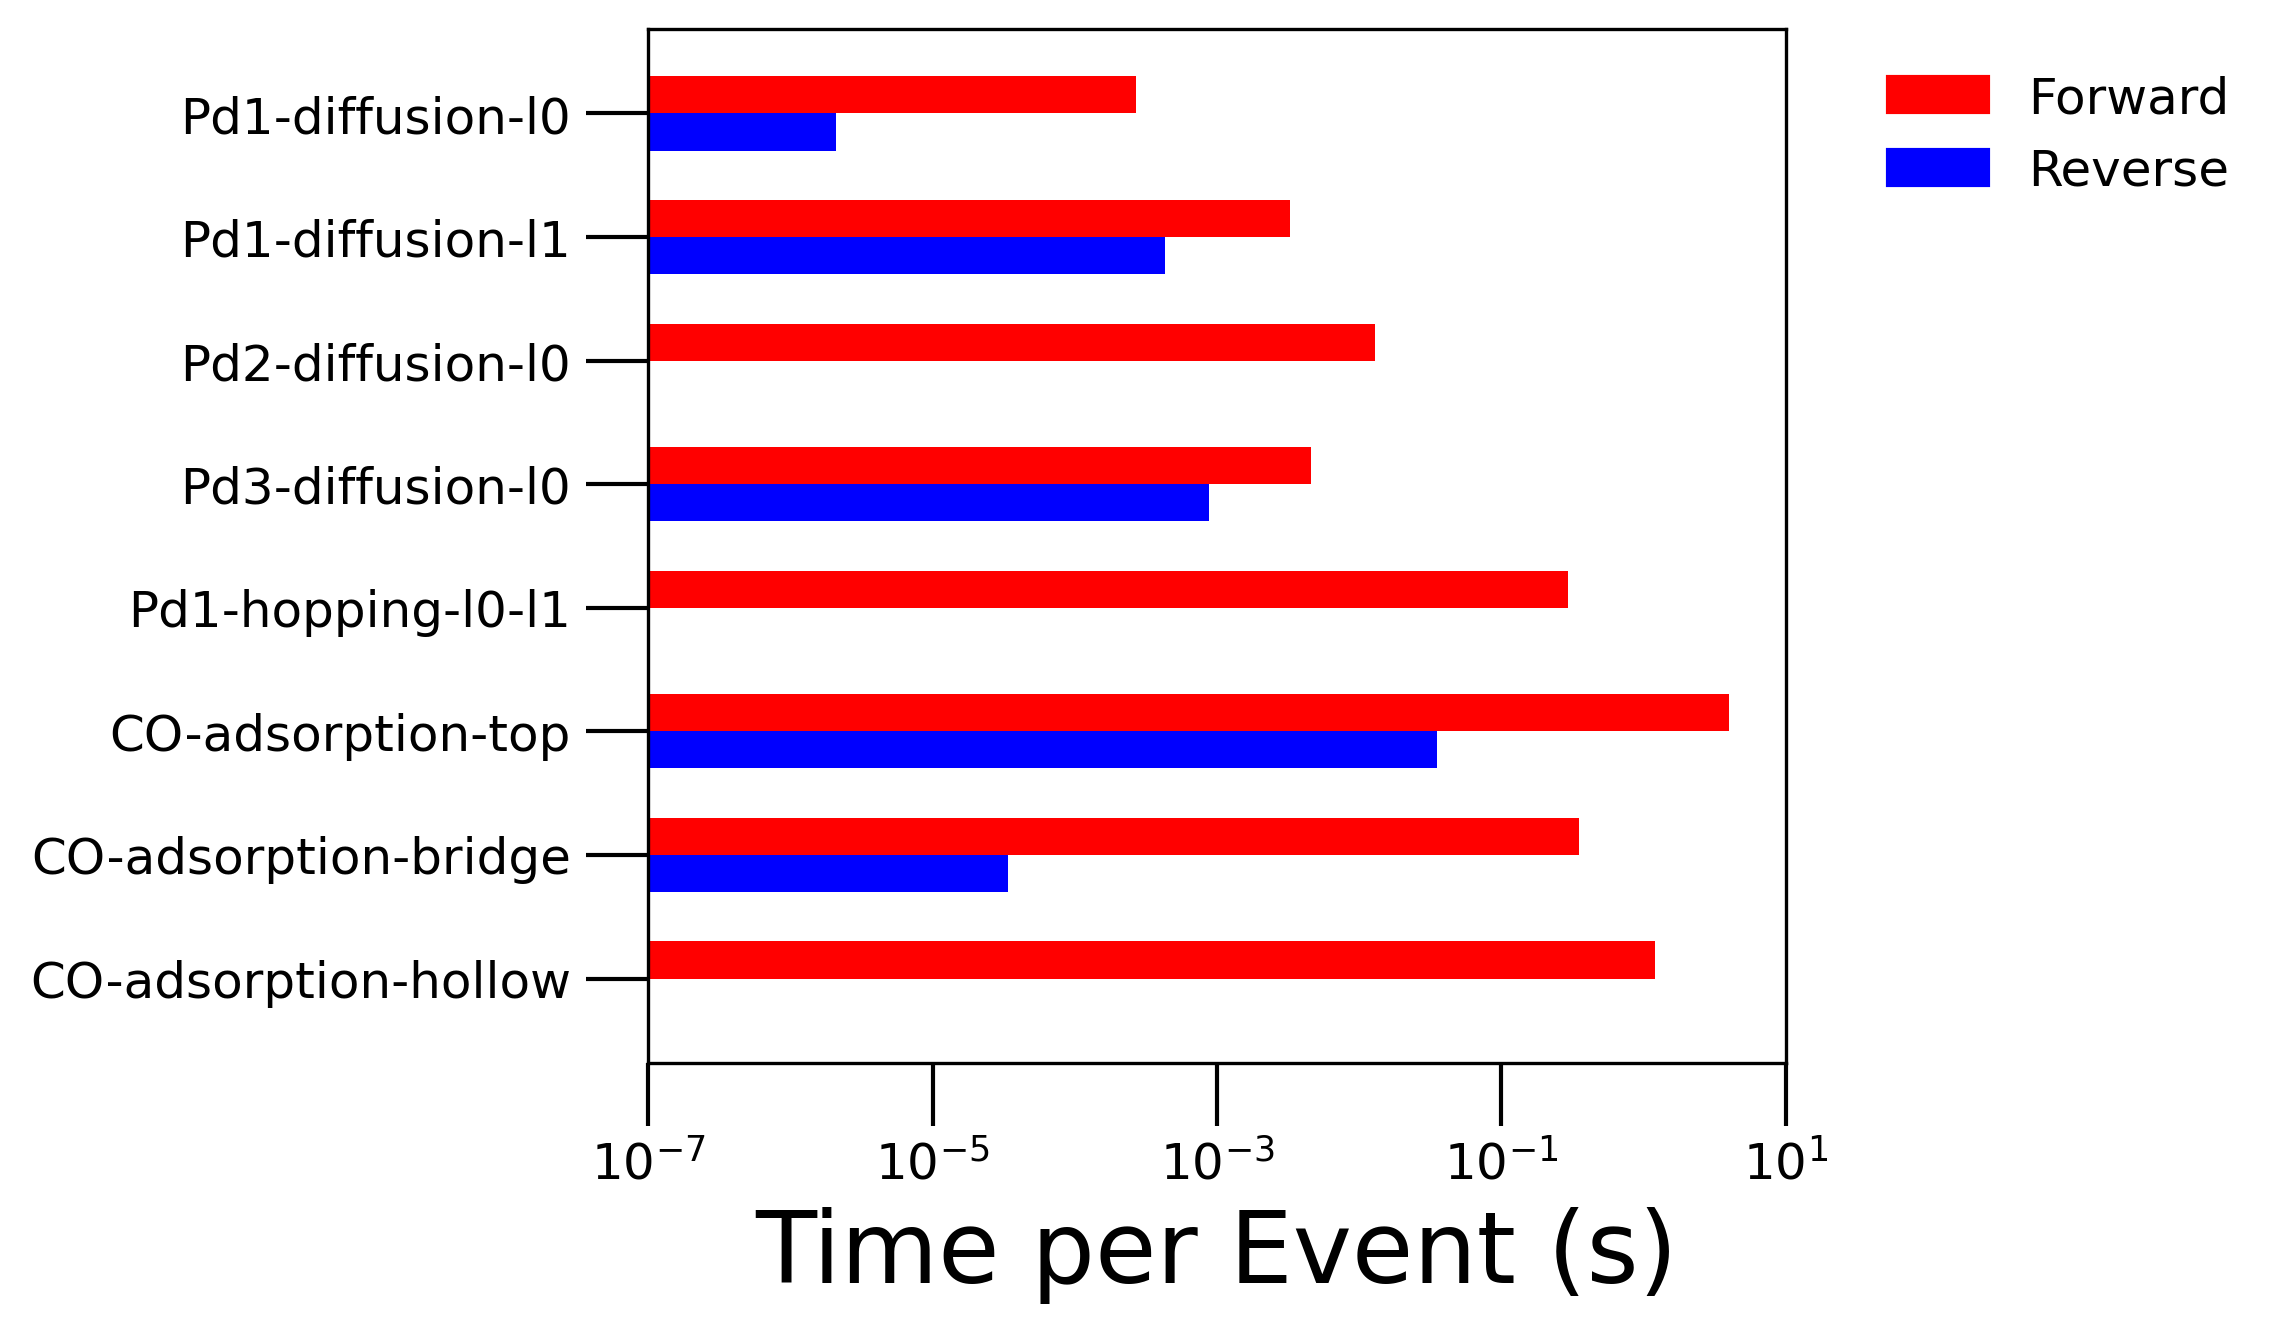 Forward
Reverse
Pd1-diffusion-l0
Pd1-diffusion-l1
Pd2-diffusion-l0
Pd3-diffusion-l0
Pd1-hopping-l0-l1
CO-adsorption-top
CO-adsorption-bridge
CO-adsorption-hollow
10⁻⁷ 10⁻⁵ 10⁻³ 10⁻¹ 10¹
Time per Event (s)